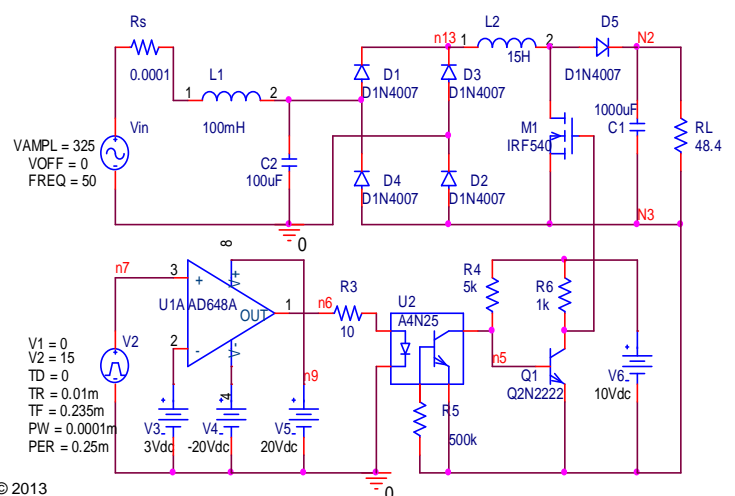 Rs
0.0001
L1
1
2
100mH
Vin
VAMPL = 325
VOFF = 0
FREQ = 50
C2
100uF
0
n13
1
L2
2
15H
D5
D1N4007
N2
D1
D1N4007
D3
D1N4007
D4
D1N4007
D2
D1N4007
M1
IRF540
1000uF
C1
RL
48.4
N3
n7
3
2
8
V+
+
-
U1A
AD648A
OUT
1
V-
4
n6
R3
10
n9
U2
A4N25
R4
5k
R6
1k
n5
Q1
Q2N2222
V6
10Vdc
R5
500k
V2
V1 = 0
V2 = 15
TD = 0
TR = 0.01m
TF = 0.235m
PW = 0.0001m
PER = 0.25m
V3
3Vdc
V4
-20Vdc
V5
20Vdc
0
© 2013